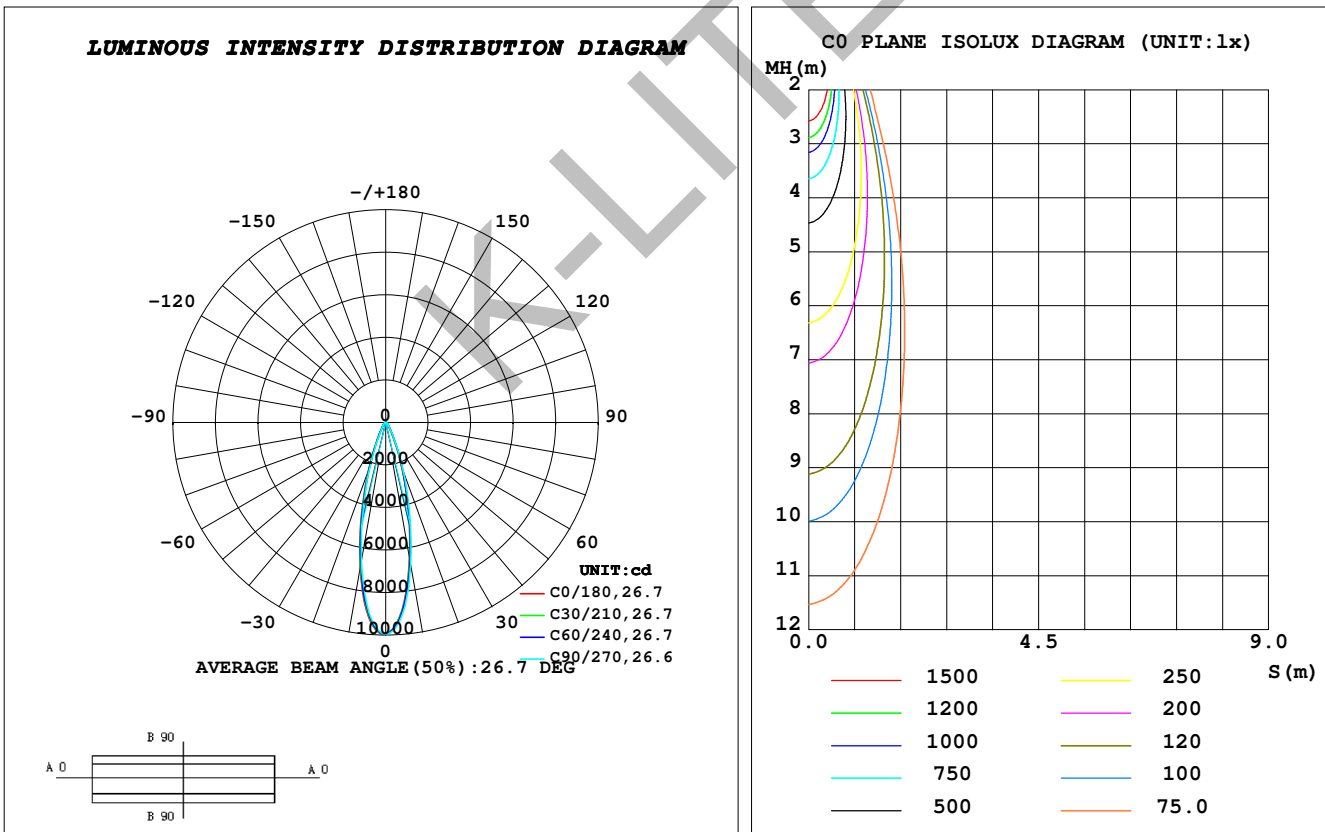 LUMINOUS INTENSITY DISTRIBUTION DIAGRAM
-/+180
-150
150
-120
120
-90
90
-60
60
-30
30
0
0
2000
4000
6000
8000
10000
UNIT:cd
C0/180,26.7
C30/210,26.7
C60/240,26.7
C90/270,26.6
AVERAGE BEAM ANGLE(50%):26.7 DEG
B 90
A 0
A 0
B 90
C0 PLANE ISOLUX DIAGRAM (UNIT:lx)
MH(m)
2
3
4
5
6
7
8
9
10
11
12
0.0
4.5
9.0
S(m)
1500
250
1200
200
1000
120
750
100
500
75.0
K-LITE